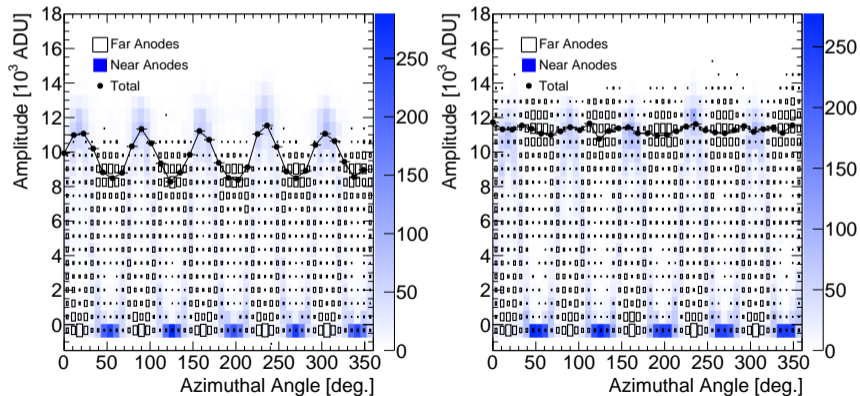 Amplitude [10³ ADU]
18
16
14
12
10
8
6
4
2
0
Far Anodes
Near Anodes
Total
0 50 100 150 200 250 300 350
Azimuthal Angle [deg.]
250
200
150
100
50
0
Amplitude [10³ ADU]
18
16
14
12
10
8
6
4
2
0
Far Anodes
Near Anodes
Total
0 50 100 150 200 250 300 350
Azimuthal Angle [deg.]
250
200
150
100
50
0